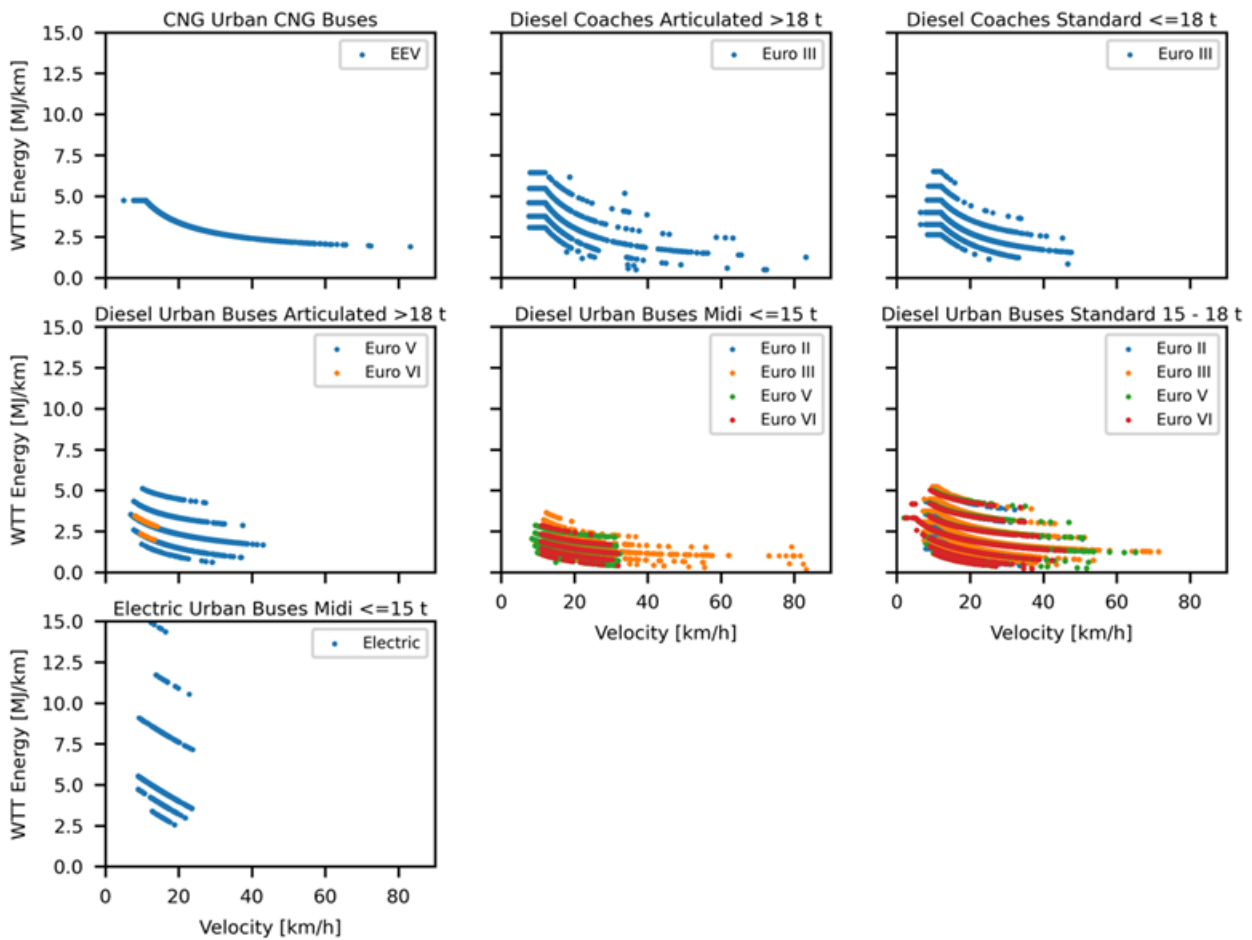 CNG Urban CNG Buses
15.0
12.5
10.0
7.5
5.0
2.5
0.0
WTT Energy [MJ/km]
EEV
Diesel Coaches Articulated >18 t
Euro III
Diesel Coaches Standard <=18 t
Euro III
Diesel Urban Buses Articulated >18 t
15.0
12.5
10.0
7.5
5.0
2.5
0.0
WTT Energy [MJ/km]
Euro V
Euro VI
Diesel Urban Buses Midi <=15 t
Euro II
Euro III
Euro V
Euro VI
0 20 40 60 80
Velocity [km/h]
Diesel Urban Buses Standard 15 - 18 t
Euro II
Euro III
Euro V
Euro VI
0 20 40 60 80
Velocity [km/h]
Electric Urban Buses Midi <=15 t
15.0
12.5
10.0
7.5
5.0
2.5
0.0
WTT Energy [MJ/km]
Electric
0 20 40 60 80
Velocity [km/h]